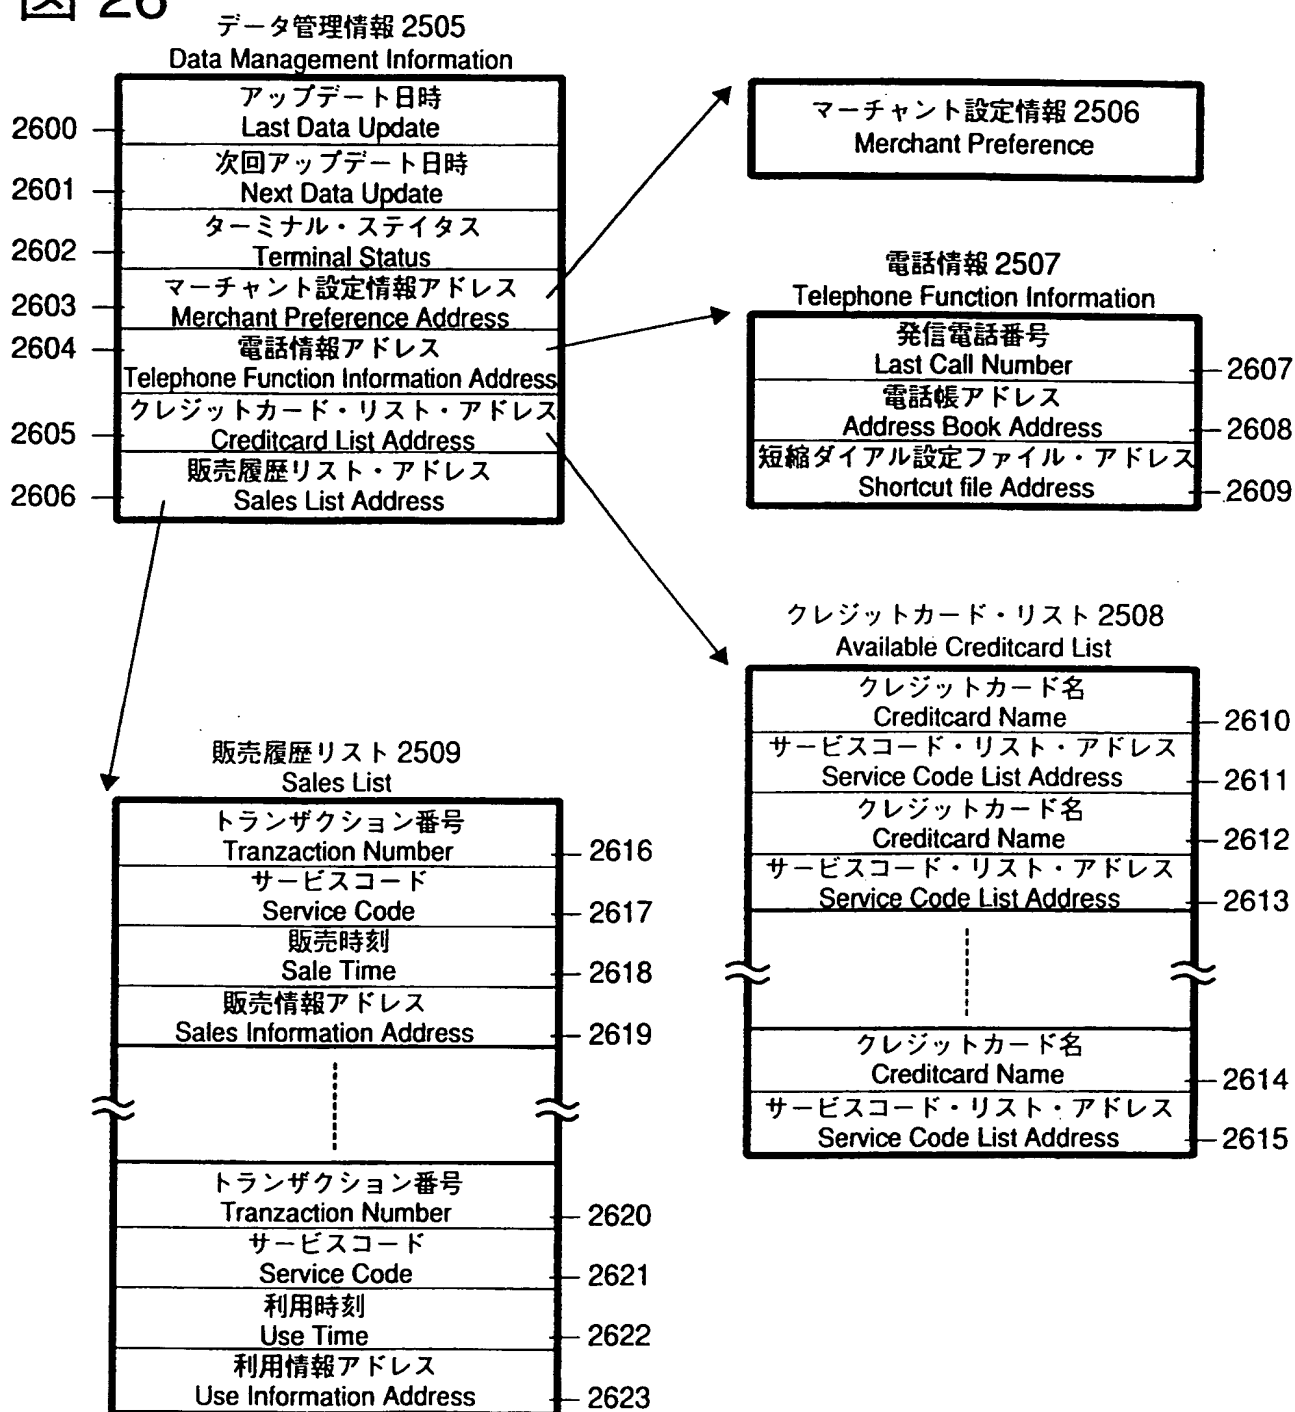 図 26
データ管理情報 2505
Data Management Information
アップデート日時
Last Data Update
2600
次回アップデート日時
Next Data Update
2601
ターミナル・ステイタス
Terminal Status
2602
マーチャント設定情報アドレス
Merchant Preference Address
2603
電話情報アドレス
2604
Telephone Function Information Address
クレジットカード・リスト・アドレス
Creditcard List Address
2605
販売履歴リスト・アドレス
Sales List Address
2606
マーチャント設定情報 2506
Merchant Preference
電話情報 2507
Telephone Function Information
発信電話番号
Last Call Number
2607
電話帳アドレス
Address Book Address
2608
短縮ダイアル設定ファイル・アドレス
Shortcut file Address
2609
クレジットカード・リスト 2508
Available Creditcard List
クレジットカード名
Creditcard Name
2610
サービスコード・リスト・アドレス
Service Code List Address
2611
クレジットカード名
Creditcard Name
2612
サービスコード・リスト・アドレス
Service Code List Address
2613
クレジットカード名
Creditcard Name
2614
サービスコード・リスト・アドレス
Service Code List Address
2615
販売履歴リスト 2509
Sales List
トランザクション番号
Tranzaction Number
2616
サービスコード
Service Code
2617
販売時刻
Sale Time
2618
販売情報アドレス
Sales Information Address
2619
トランザクション番号
Tranzaction Number
2620
サービスコード
Service Code
2621
利用時刻
Use Time
2622
利用情報アドレス
Use Information Address
2623